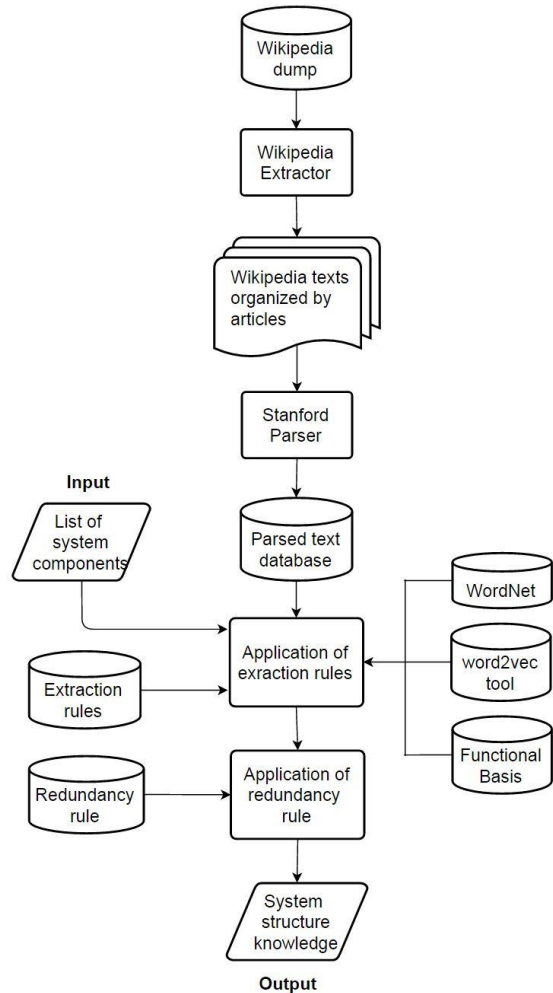 Wikipedia
dump
Wikipedia
Extractor
Wikipedia texts
organized by
articles
Stanford
Parser
Input
List of
system
components
Parsed text
database
WordNet
Application of
exraction rules
word2vec
tool
Extraction
rules
Functional
Basis
Redundancy
rule
Application of
redundancy
rule
System
structure
knowledge
Output